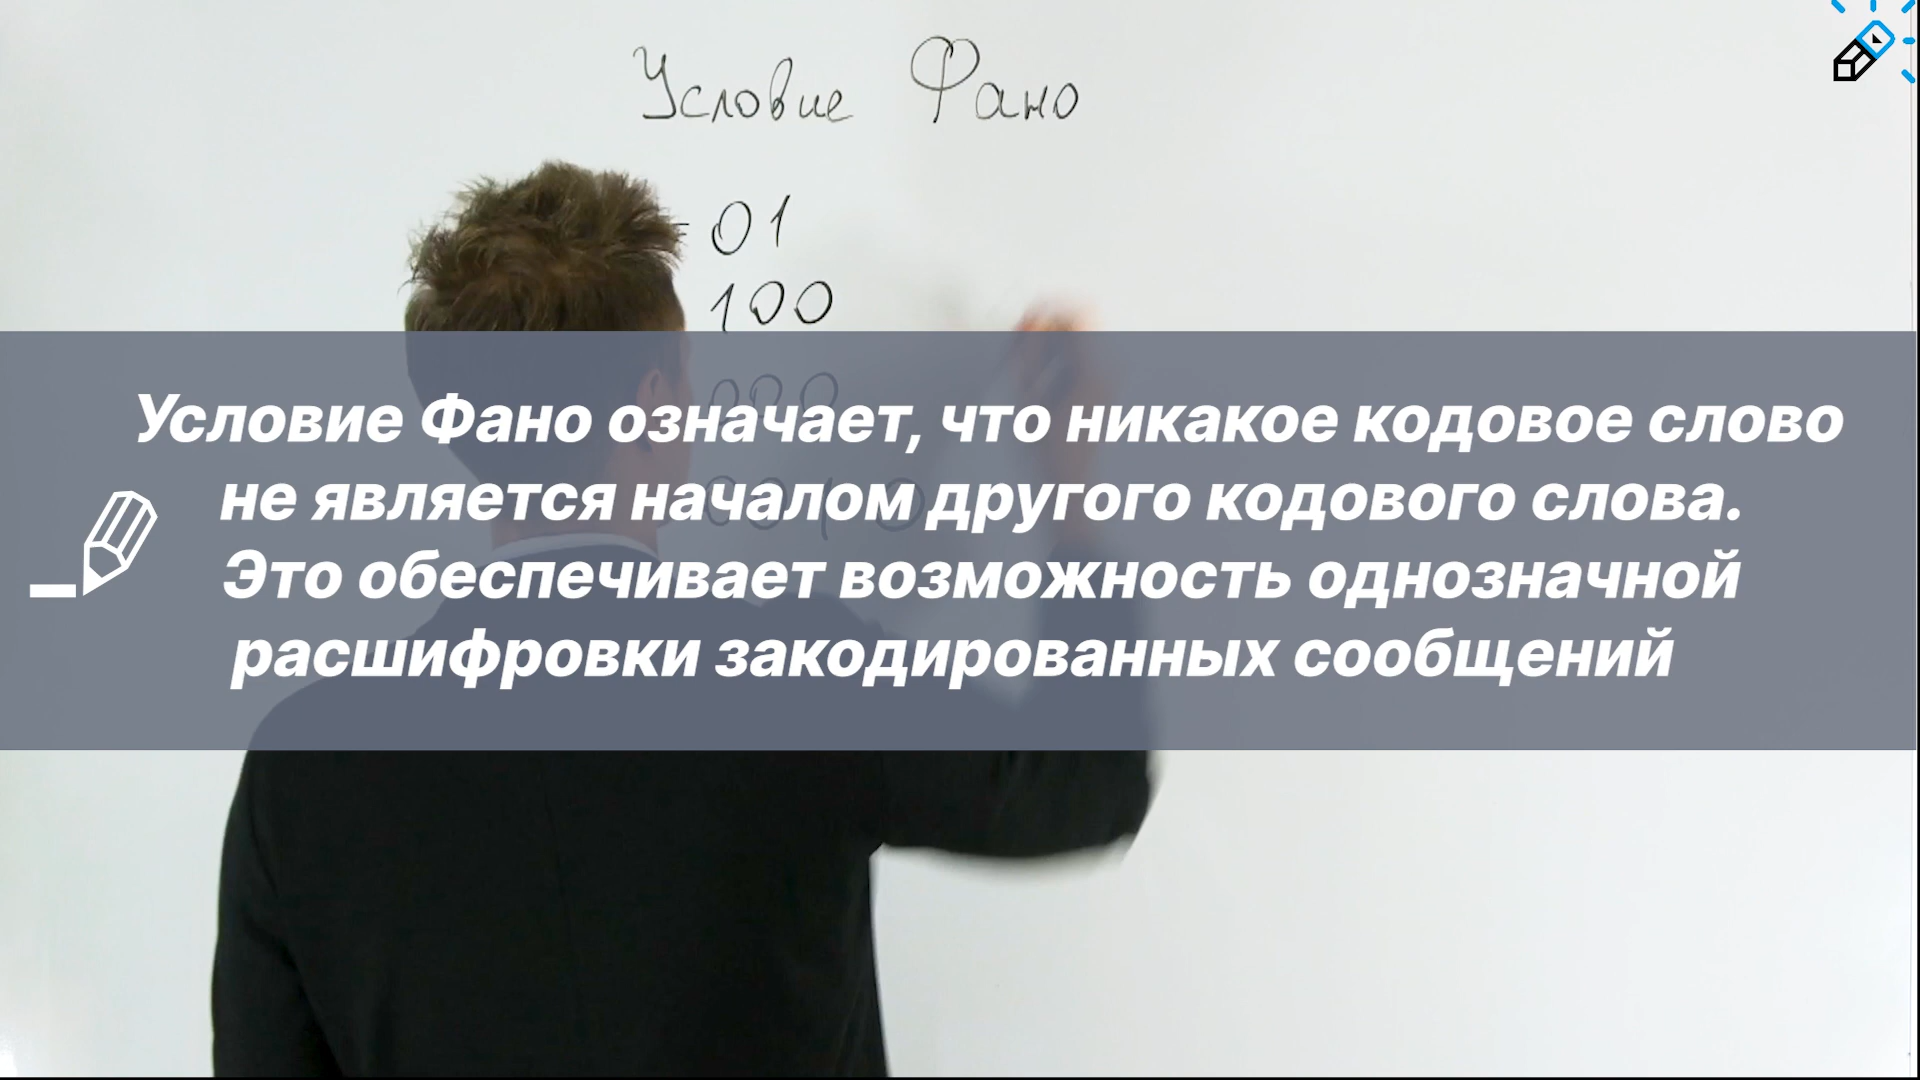 Условие Фано
= 01
100
000
Условие Фано означает, что никакое кодовое слово
не является началом другого кодового слова.
Это обеспечивает возможность однозначной
расшифровки закодированных сообщений